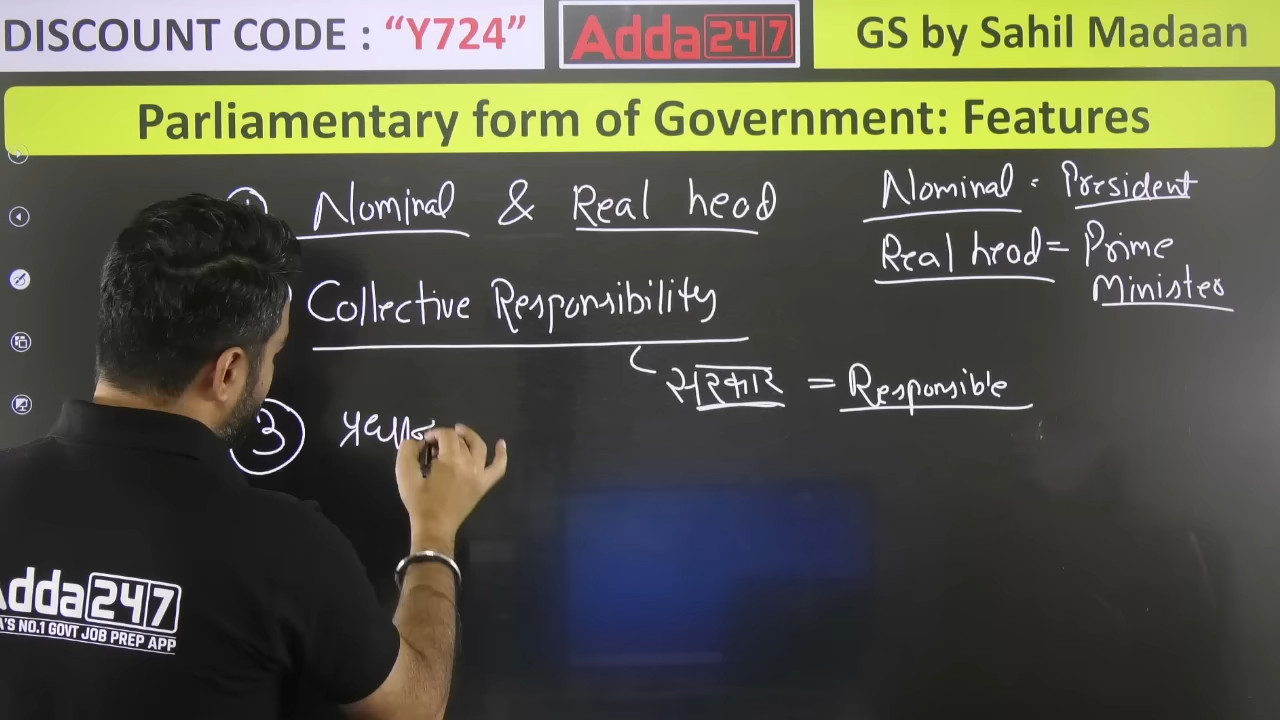 DISCOUNT CODE : “Y724”
Adda247
GS by Sahil Madaan
Parliamentary form of Government: Features
Nominal & Real head
Nominal = President
Real head = Prime
Minister
Collective Responsibility
सरकार = Responsible
3
Adda247
A'S NO.1 GOVT JOB PREP APP